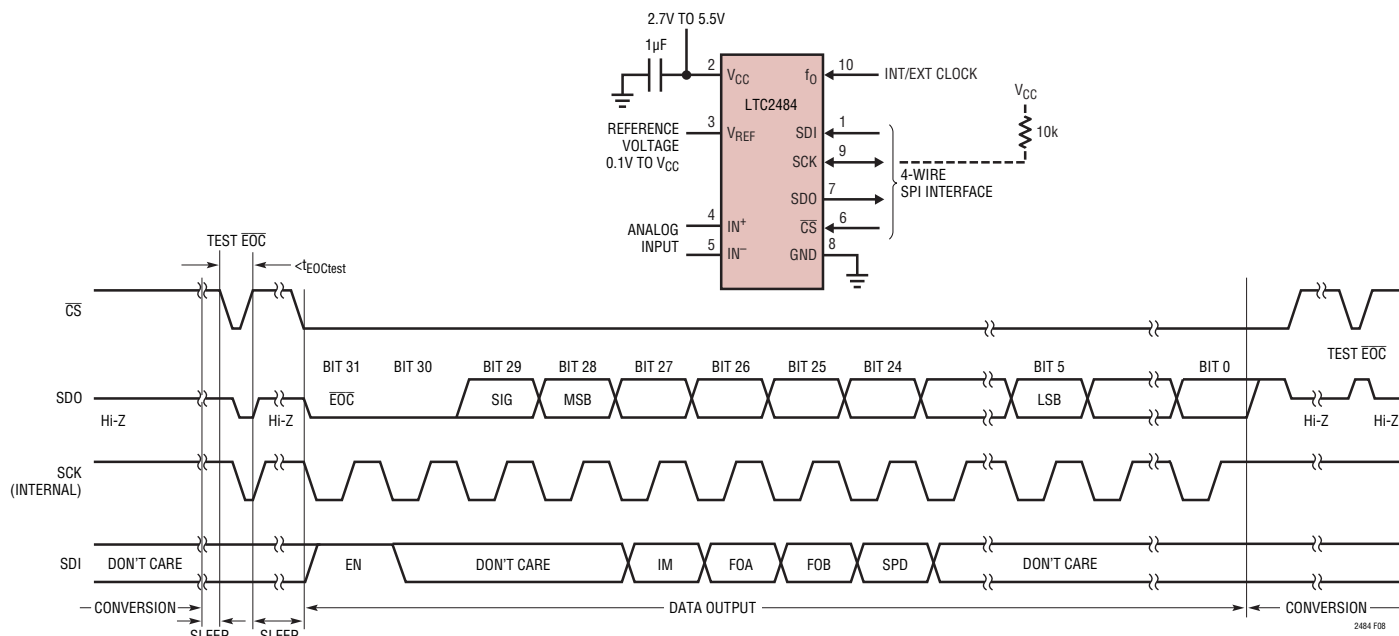 2.7V TO 5.5V
1µF
2
VCC
fO
10
INT/EXT CLOCK
LTC2484
VCC
10k
REFERENCE
VOLTAGE
0.1V TO VCC
3
VREF
SDI
1
SCK
9
SDO
7
4-WIRE
SPI INTERFACE
ANALOG
INPUT
4
IN+
CS
6
5
IN–
GND
8
TEST EOC
<tEOCtest
CS
TEST EOC
BIT 31 BIT 30 BIT 29 BIT 28 BIT 27 BIT 26 BIT 25 BIT 24 BIT 5 BIT 0
SDO
EOC SIG MSB LSB
Hi-Z Hi-Z Hi-Z Hi-Z
SCK
(INTERNAL)
SDI DON'T CARE EN DON'T CARE IM FOA FOB SPD DON'T CARE
CONVERSION DATA OUTPUT CONVERSION
SLEEP SLEEP
2484 F08